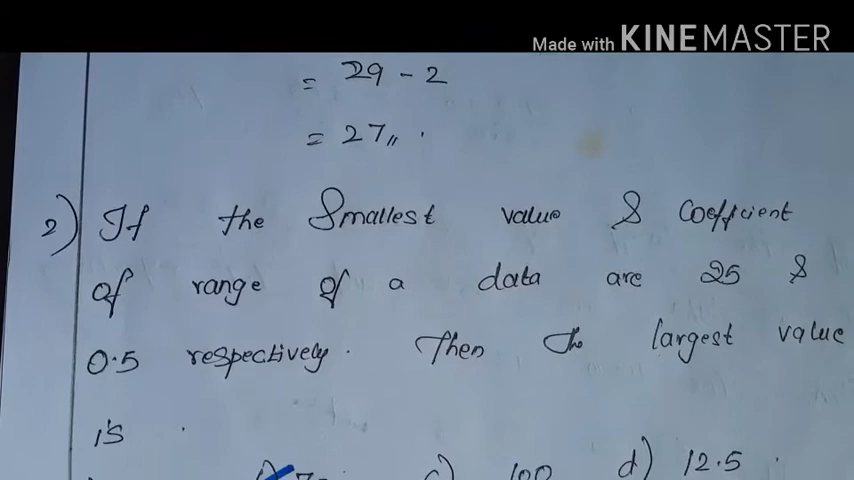 Made with KINEMASTER
= 29 - 2
= 27,, .
2) If the Smallest value & Coefficient
of range of a data are 25 &
0.5 respectively. Then the largest value
is .
c) 100 d) 12.5 .